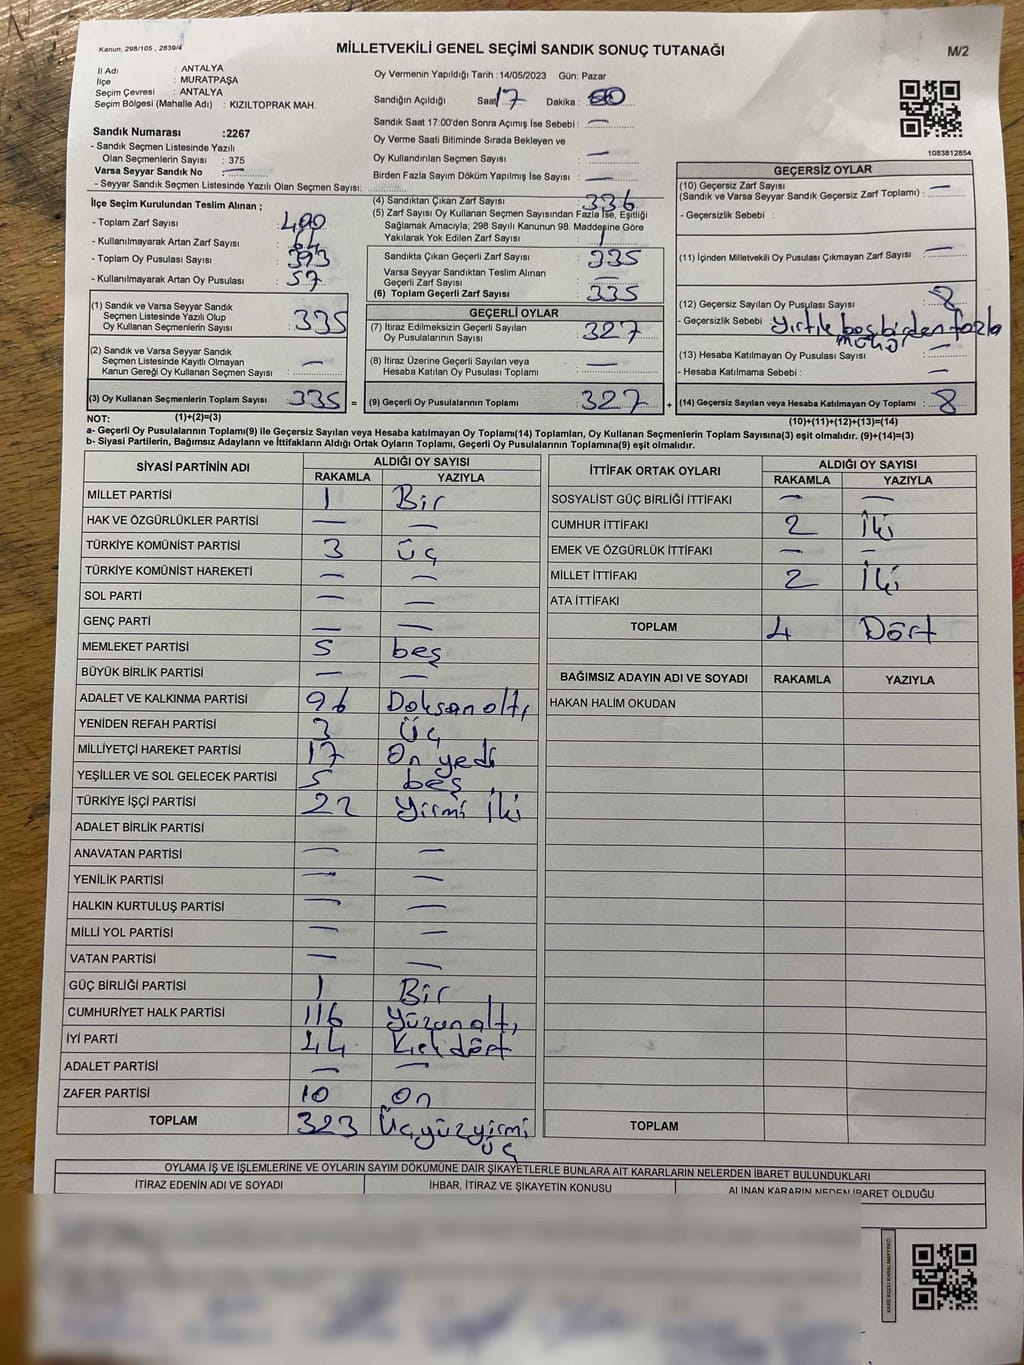 Kanun, 298/105 , 2839/4
MİLLETVEKİLİ GENEL SEÇİMİ SANDIK SONUÇ TUTANAĞI
M/2
İl Adı : ANTALYA
İlçe : MURATPAŞA
Seçim Çevresi : ANTALYA
Seçim Bölgesi (Mahalle Adı) : KIZILTOPRAK MAH.
Sandık Numarası :2267
- Sandık Seçmen Listesinde Yazılı
Olan Seçmenlerin Sayısı : 375
Varsa Seyyar Sandık No : —
- Seyyar Sandık Seçmen Listesinde Yazılı Olan Seçmen Sayısı:
Oy Vermenin Yapıldığı Tarih :14/05/2023 Gün: Pazar
Sandığın Açıldığı Saat 17 Dakika :
Sandık Saat 17:00'den Sonra Açımış İse Sebebi : —
Oy Verme Saati Bitiminde Sırada Bekleyen ve
Oy Kullandırılan Seçmen Sayısı : —
Birden Fazla Sayım Döküm Yapılmış İse Sayısı : —
1083812854
İlçe Seçim Kurulundan Teslim Alınan ;
- Toplam Zarf Sayısı : 400
- Kullanılmayarak Artan Zarf Sayısı : 64
- Toplam Oy Pusulası Sayısı : 393
- Kullanılmayarak Artan Oy Pusulası : 57
(1) Sandık ve Varsa Seyyar Sandık
Seçmen Listesinde Yazılı Olup
Oy Kullanan Seçmenlerin Sayısı : 335
(2) Sandık ve Varsa Seyyar Sandık
Seçmen Listesinde Kayıtlı Olmayan
Kanun Gereği Oy Kullanan Seçmen Sayısı : —
(3) Oy Kullanan Seçmenlerin Toplam Sayısı : 335 =
(4) Sandıktan Çıkan Zarf Sayısı : 336
(5) Zarf Sayısı Oy Kullanan Seçmen Sayısından Fazla İse, Eşitliği
Sağlamak Amacıyla; 298 Sayılı Kanunun 98. Maddesine Göre
Yakılarak Yok Edilen Zarf Sayısı : 1
Sandıkta Çıkan Geçerli Zarf Sayısı : 335
Varsa Seyyar Sandıktan Teslim Alınan
Geçerli Zarf Sayısı : —
(6) Toplam Geçerli Zarf Sayısı : 335
GEÇERLİ OYLAR
(7) İtiraz Edilmeksizin Geçerli Sayılan
Oy Pusulalarının Sayısı : 327
(8) İtiraz Üzerine Geçerli Sayılan veya
Hesaba Katılan Oy Pusulası Toplamı : —
(9) Geçerli Oy Pusulalarının Toplamı : 327 +
GEÇERSİZ OYLAR
(10) Geçersiz Zarf Sayısı : —
(Sandık ve Varsa Seyyar Sandık Geçersiz Zarf Toplamı)
- Geçersizlik Sebebi :
(11) İçinden Milletvekili Oy Pusulası Çıkmayan Zarf Sayısı : —
(12) Geçersiz Sayılan Oy Pusulası Sayısı : 8
- Geçersizlik Sebebi : Yırtık boş birden fazla
mühür
(13) Hesaba Katılmayan Oy Pusulası Sayısı : —
- Hesaba Katılmama Sebebi : —
(14) Geçersiz Sayılan veya Hesaba Katılmayan Oy Toplamı : 8
NOT: (1)+(2)=(3) (10)+(11)+(12)+(13)=(14)
a- Geçerli Oy Pusulalarının Toplamı(9) ile Geçersiz Sayılan veya Hesaba katılmayan Oy Toplamı(14) Toplamları, Oy Kullanan Seçmenlerin Toplam Sayısına(3) eşit olmalıdır. (9)+(14)=(3)
b- Siyasi Partilerin, Bağımsız Adayların ve İttifakların Aldığı Ortak Oyların Toplamı, Geçerli Oy Pusulalarının Toplamına(9) eşit olmalıdır.
SİYASİ PARTİNİN ADI ALDIĞI OY SAYISI
RAKAMLA YAZIYLA
MİLLET PARTİSİ 1 Bir
HAK VE ÖZGÜRLÜKLER PARTİSİ — —
TÜRKİYE KOMÜNİST PARTİSİ 3 üç
TÜRKİYE KOMÜNİST HAREKETİ — —
SOL PARTİ — —
GENÇ PARTİ — —
MEMLEKET PARTİSİ 5 beş
BÜYÜK BİRLİK PARTİSİ — —
ADALET VE KALKINMA PARTİSİ 96 Doksan altı
YENİDEN REFAH PARTİSİ 3 üç
MİLLİYETÇİ HAREKET PARTİSİ 17 On yedi
YEŞİLLER VE SOL GELECEK PARTİSİ 5 beş
TÜRKİYE İŞÇİ PARTİSİ 22 Yirmi İki
ADALET BİRLİK PARTİSİ
ANAVATAN PARTİSİ — —
YENİLİK PARTİSİ — —
HALKIN KURTULUŞ PARTİSİ — —
MİLLİ YOL PARTİSİ — —
VATAN PARTİSİ — —
GÜÇ BİRLİĞİ PARTİSİ 1 Bir
CUMHURİYET HALK PARTİSİ 116 Yüzonaltı
İYİ PARTİ 44 Kırkdört
ADALET PARTİSİ — —
ZAFER PARTİSİ 10 On
TOPLAM 323 Üçyüzyirmi
üç
İTTİFAK ORTAK OYLARI ALDIĞI OY SAYISI
RAKAMLA YAZIYLA
SOSYALİST GÜÇ BİRLİĞİ İTTİFAKI — —
CUMHUR İTTİFAKI 2 İki
EMEK VE ÖZGÜRLÜK İTTİFAKI — —
MİLLET İTTİFAKI 2 İki
ATA İTTİFAKI
TOPLAM 4 Dört
BAĞIMSIZ ADAYIN ADI VE SOYADI RAKAMLA YAZIYLA
HAKAN HALİM OKUDAN
TOPLAM
OYLAMA İŞ VE İŞLEMLERİNE VE OYLARIN SAYIM DÖKÜMÜNE DAİR ŞİKAYETLERLE BUNLARA AİT KARARLARIN NELERDEN İBARET BULUNDUKLARI
İTİRAZ EDENİN ADI VE SOYADI İHBAR, İTİRAZ VE ŞİKAYETİN KONUSU ALINAN KARARIN NEDEN İBARET OLDUĞU
KARE KODU KARALAMAYINIZ!